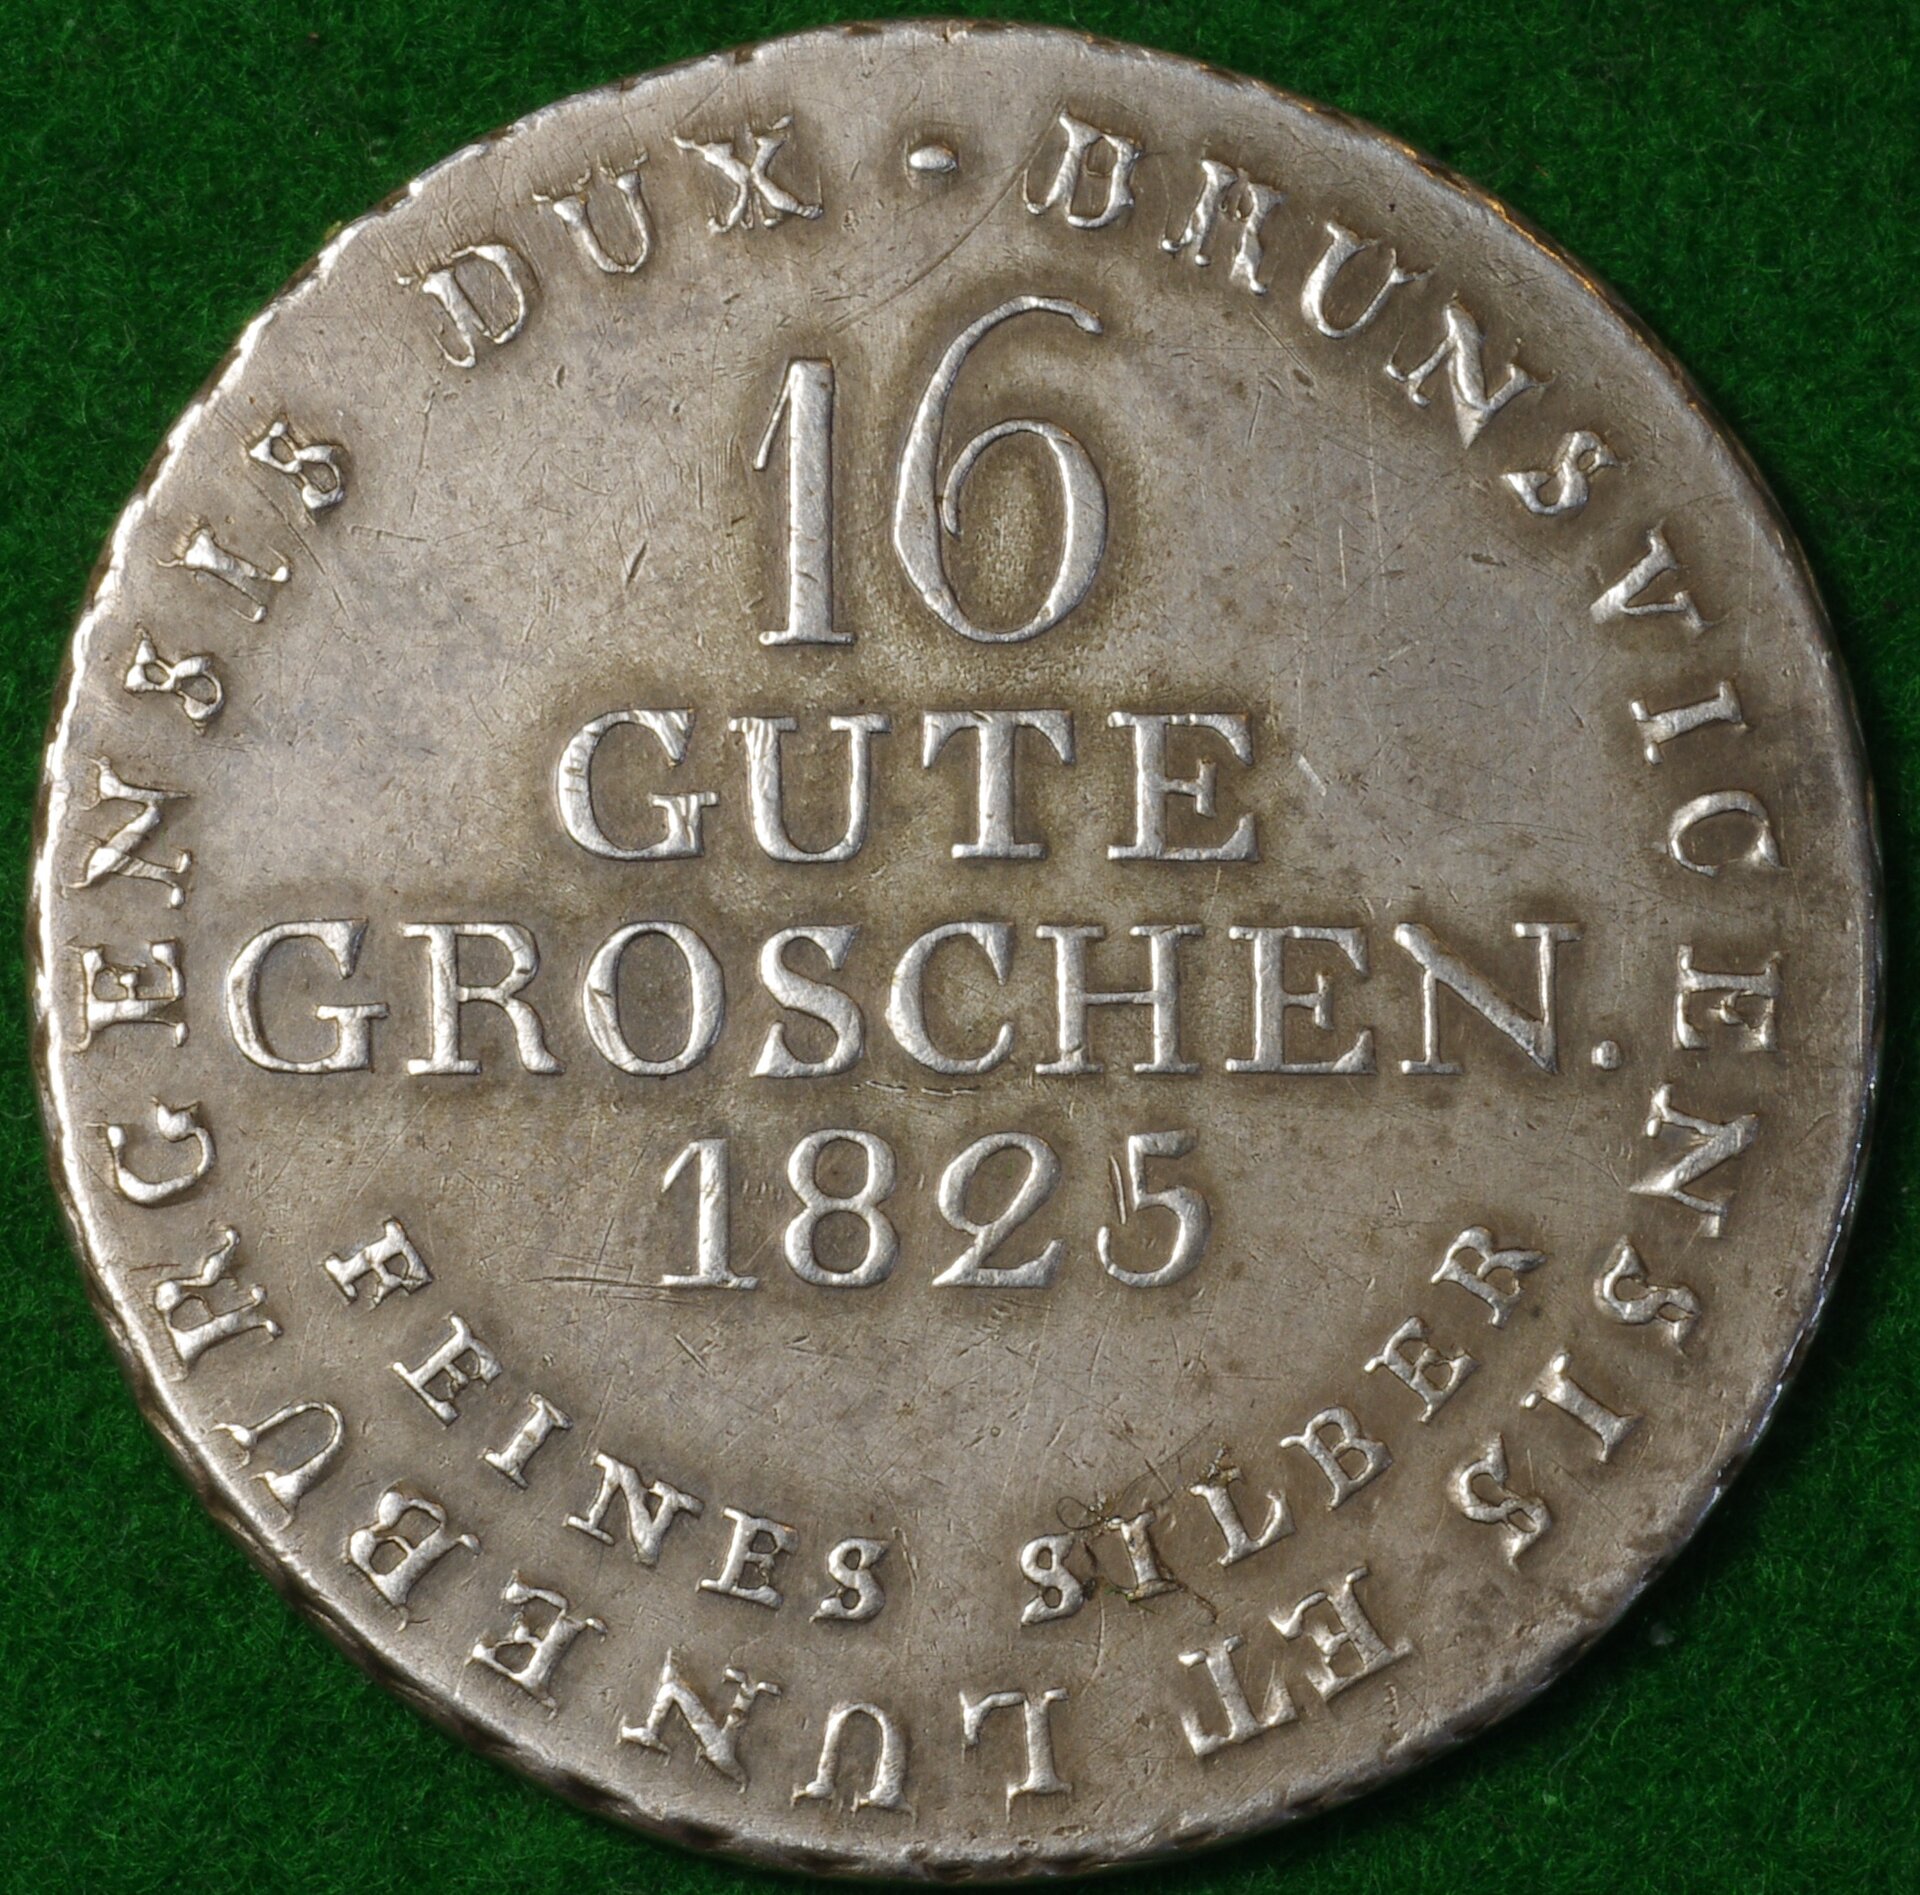 BRUNSVICENSIS ET LUNEBURGENSIS DUX ·
16
GUTE
GROSCHEN.
1825
FEINES SILBER